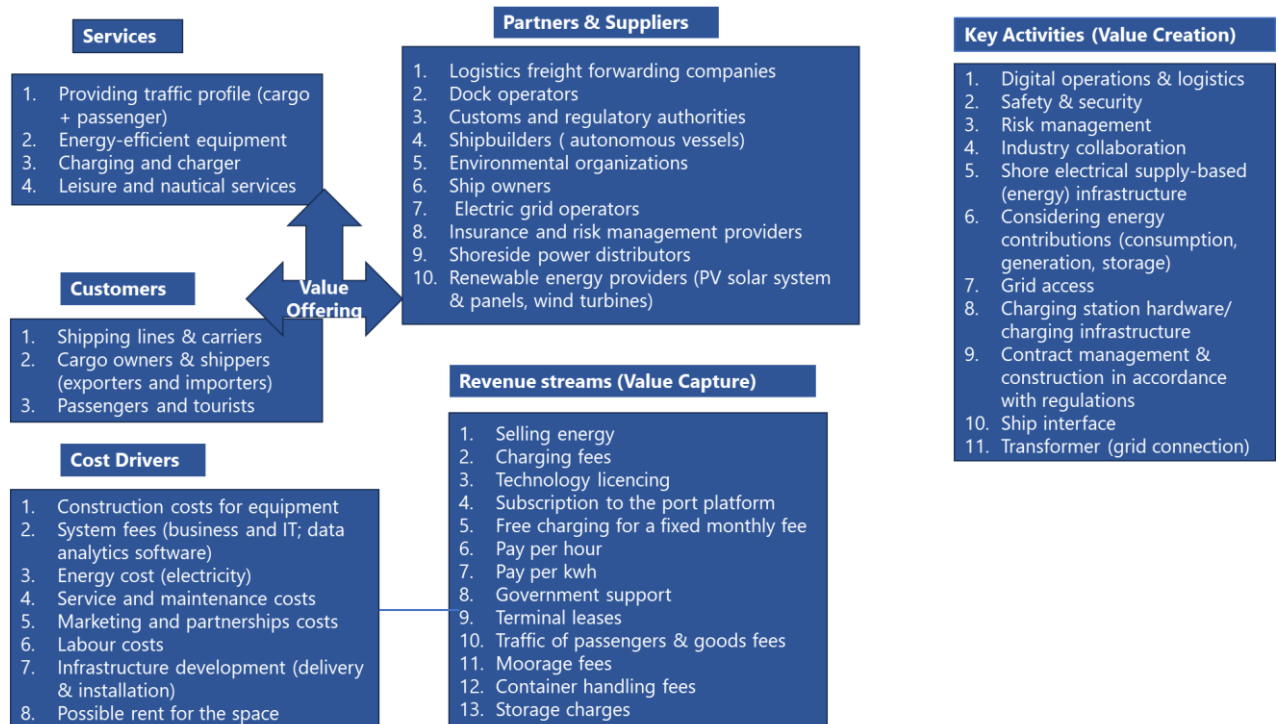 Services
1. Providing traffic profile (cargo
+ passenger)
2. Energy-efficient equipment
3. Charging and charger
4. Leisure and nautical services
Partners & Suppliers
1. Logistics freight forwarding companies
2. Dock operators
3. Customs and regulatory authorities
4. Shipbuilders ( autonomous vessels)
5. Environmental organizations
6. Ship owners
7. Electric grid operators
8. Insurance and risk management providers
9. Shoreside power distributors
10. Renewable energy providers (PV solar system
& panels, wind turbines)
Key Activities (Value Creation)
1. Digital operations & logistics
2. Safety & security
3. Risk management
4. Industry collaboration
5. Shore electrical supply-based
(energy) infrastructure
6. Considering energy
contributions (consumption,
generation, storage)
7. Grid access
8. Charging station hardware/
charging infrastructure
9. Contract management &
construction in accordance
with regulations
10. Ship interface
11. Transformer (grid connection)
Value
Offering
Customers
1. Shipping lines & carriers
2. Cargo owners & shippers
(exporters and importers)
3. Passengers and tourists
Cost Drivers
1. Construction costs for equipment
2. System fees (business and IT; data
analytics software)
3. Energy cost (electricity)
4. Service and maintenance costs
5. Marketing and partnerships costs
6. Labour costs
7. Infrastructure development (delivery
& installation)
8. Possible rent for the space
Revenue streams (Value Capture)
1. Selling energy
2. Charging fees
3. Technology licencing
4. Subscription to the port platform
5. Free charging for a fixed monthly fee
6. Pay per hour
7. Pay per kwh
8. Government support
9. Terminal leases
10. Traffic of passengers & goods fees
11. Moorage fees
12. Container handling fees
13. Storage charges